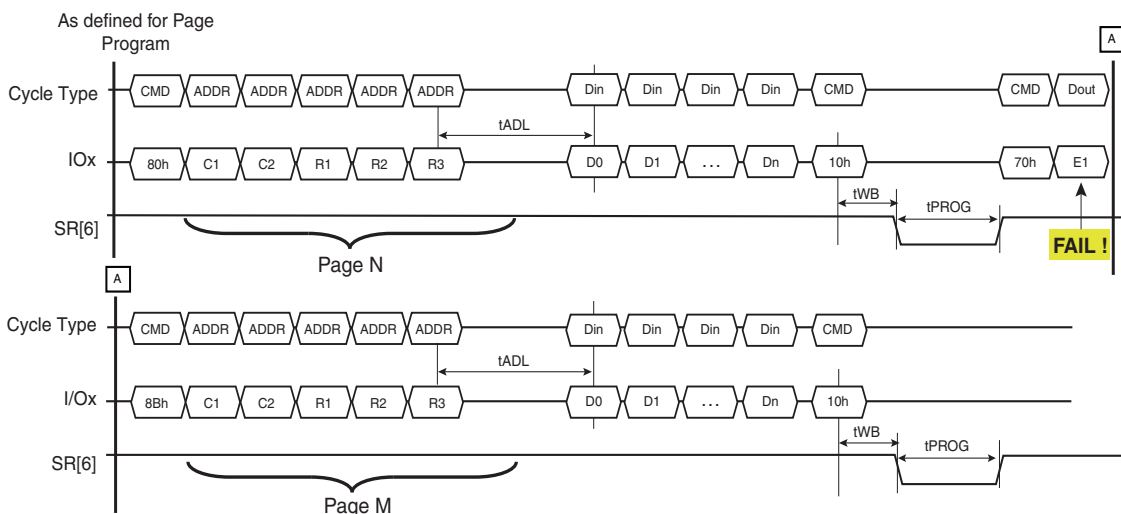 As defined for Page
Program
A
Cycle Type CMD ADDR ADDR ADDR ADDR ADDR Din Din Din Din CMD CMD Dout
tADL
IOx 80h C1 C2 R1 R2 R3 D0 D1 ... Dn 10h 70h E1
tWB tPROG
SR[6]
FAIL !
Page N
A
Cycle Type CMD ADDR ADDR ADDR ADDR ADDR Din Din Din Din CMD
tADL
I/Ox 8Bh C1 C2 R1 R2 R3 D0 D1 ... Dn 10h
tWB tPROG
SR[6]
Page M